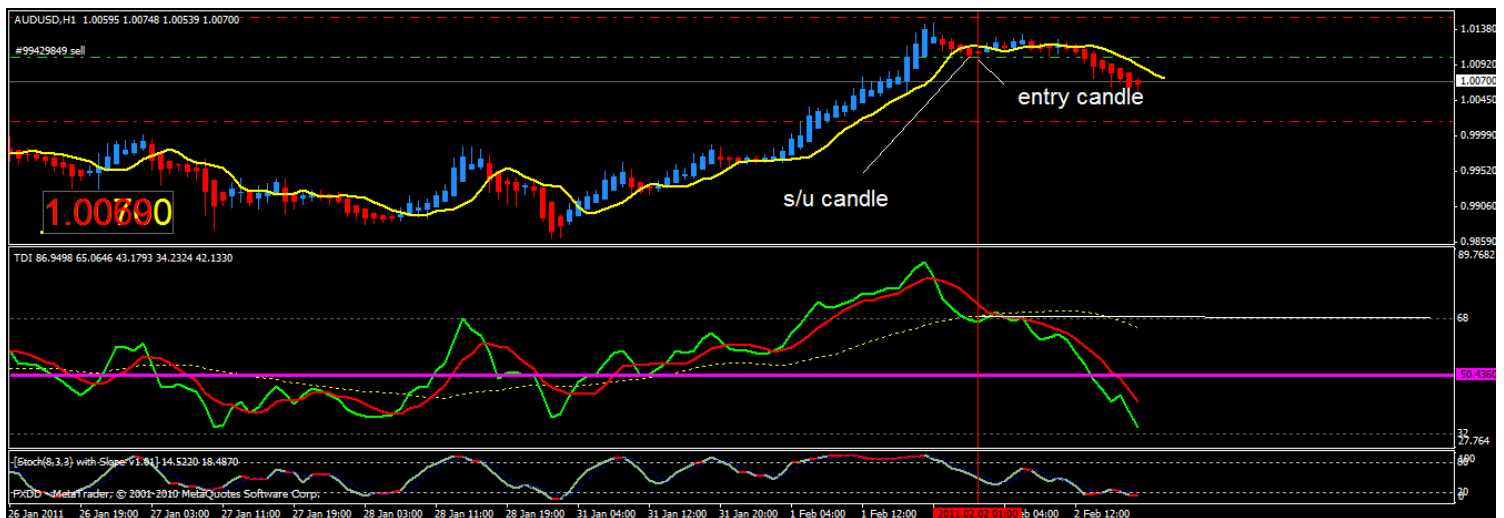 AUDUSD,H1 1.00595 1.00748 1.00539 1.00700
#99429849 sell
entry candle
s/u candle
1.01380
1.00920
1.00700
1.00450
0.99990
0.99520
0.99060
0.98590
TDI 86.9498 65.0646 43.1793 34.2324 42.1330
89.7682
68
50.4360
32
27.764
[Stoch(8,3,3) with Slope v1.01] 14.5220 18.4870
100
20
0
FXDD - MetaTrader, © 2001-2010 MetaQuotes Software Corp.
26 Jan 2011 26 Jan 19:00 27 Jan 03:00 27 Jan 11:00 27 Jan 19:00 28 Jan 03:00 28 Jan 11:00 28 Jan 19:00 31 Jan 04:00 31 Jan 12:00 31 Jan 20:00 1 Feb 04:00 1 Feb 12:00 2011.02.02 01:00 04:00 2 Feb 12:00